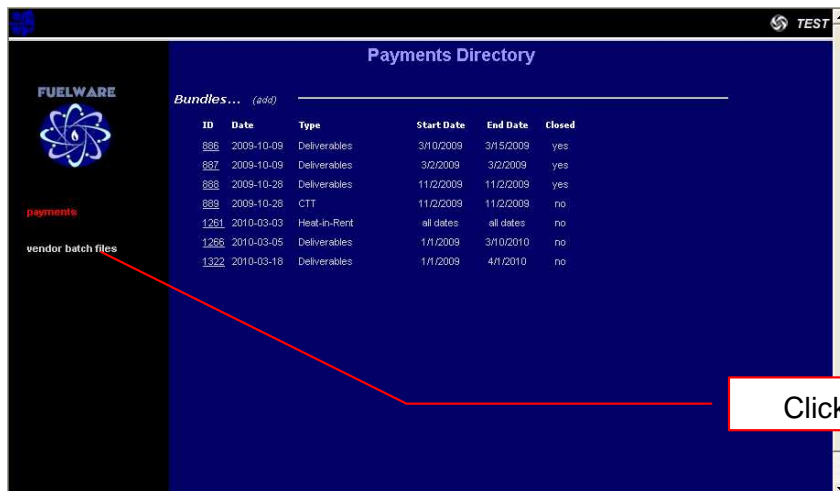 TEST
Payments Directory
FUELWARE
payments
vendor batch files
Bundles... (add)
ID Date Type Start Date End Date Closed
886 2009-10-09 Deliverables 3/10/2009 3/15/2009 yes
887 2009-10-09 Deliverables 3/2/2009 3/2/2009 yes
888 2009-10-28 Deliverables 11/2/2009 11/2/2009 yes
889 2009-10-28 CTT 11/2/2009 11/2/2009 no
1261 2010-03-03 Heat-in-Rent all dates all dates no
1266 2010-03-05 Deliverables 1/1/2009 3/10/2010 no
1322 2010-03-18 Deliverables 1/1/2009 4/1/2010 no
Click